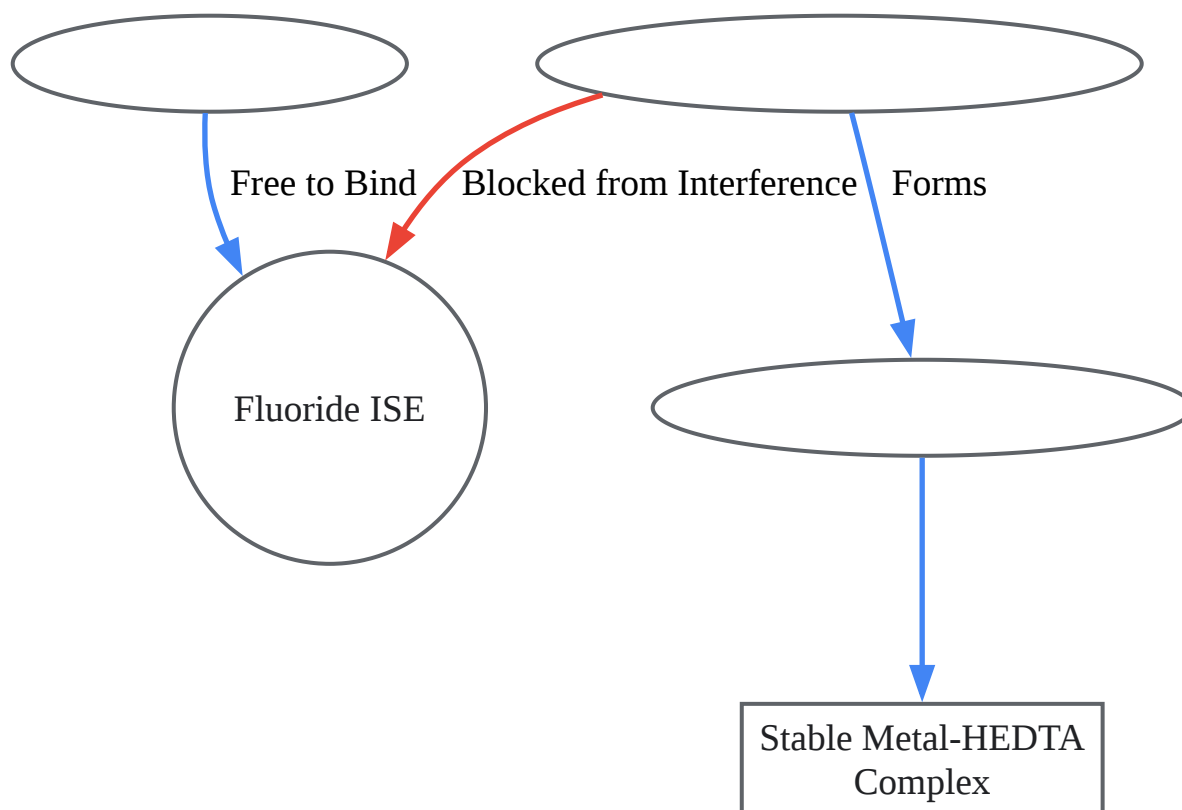 Free to Bind
Blocked from Interference
Forms
Fluoride ISE
Stable Metal-HEDTA
Complex